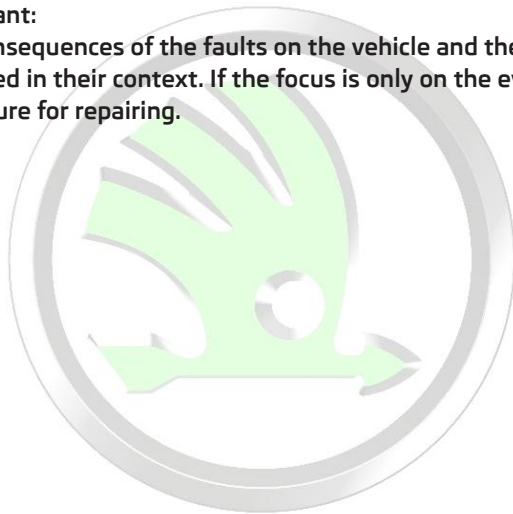 ant:
nsequences of the faults on the vehicle and the
ed in their context. If the focus is only on the ev
ure for repairing.